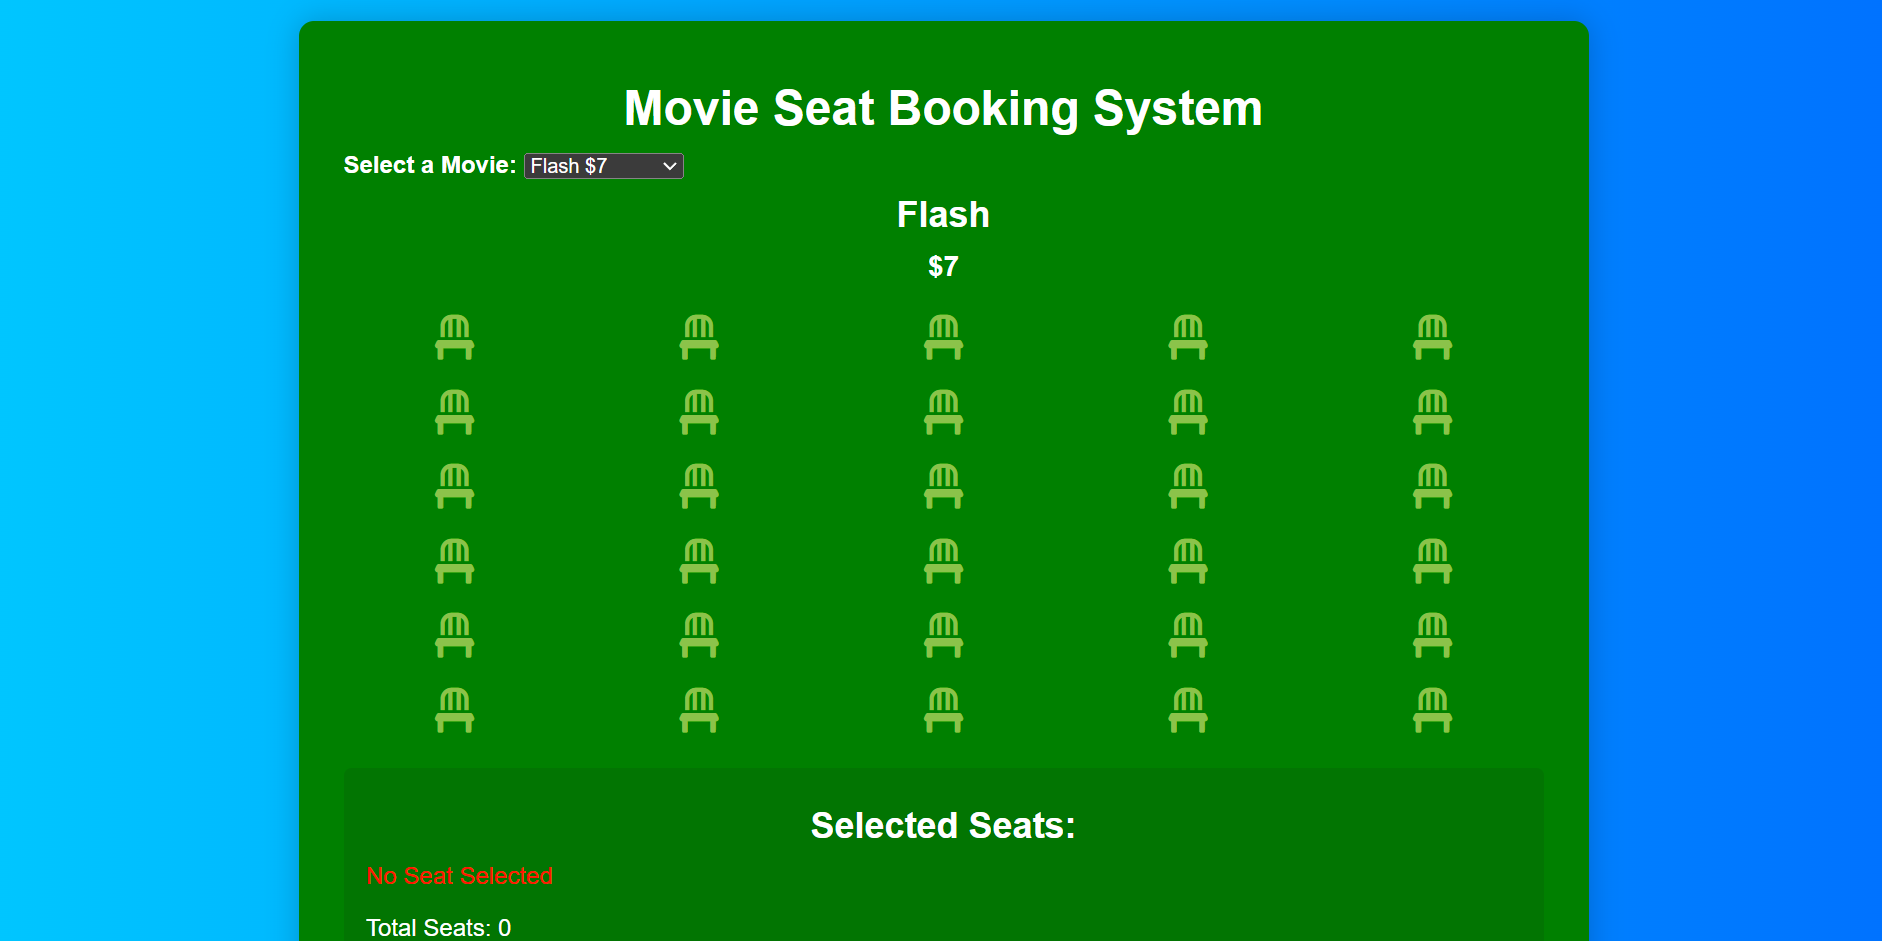 Movie Seat Booking System
Select a Movie: Flash $7
Flash
$7
Selected Seats:
No Seat Selected
Total Seats: 0